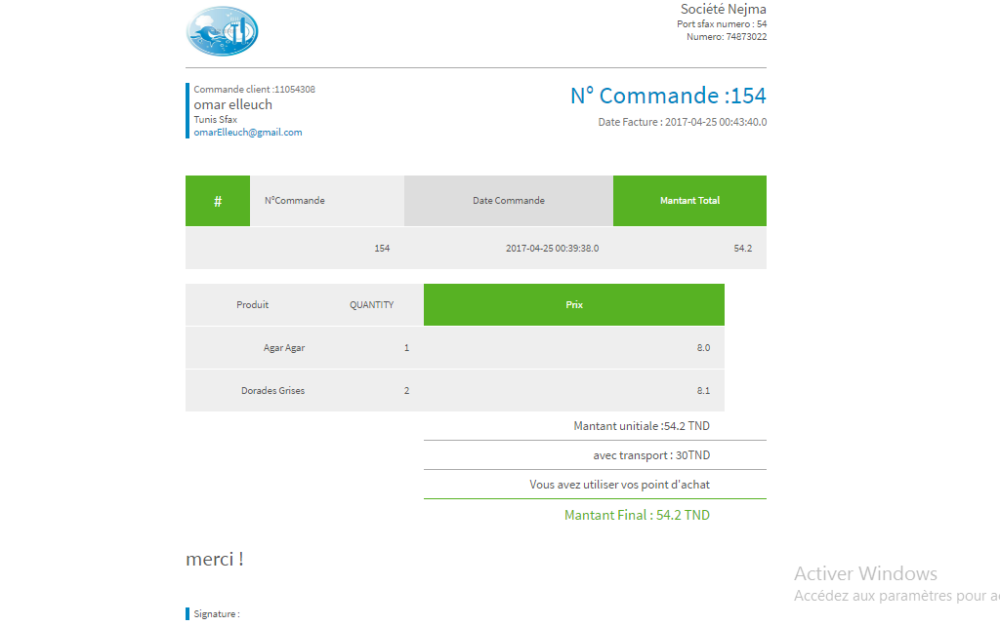 Société Nejma
Port sfax numero : 54
Numero: 74873022
Commande client :11054308
omar elleuch
Tunis Sfax
omarElleuch@gmail.com
N° Commande :154
Date Facture : 2017-04-25 00:43:40.0
# N°Commande Date Commande Mantant Total
154 2017-04-25 00:39:38.0 54.2
Produit QUANTITY Prix
Agar Agar 1 8.0
Dorades Grises 2 8.1
Mantant unitiale :54.2 TND
avec transport : 30TND
Vous avez utiliser vos point d'achat
Mantant Final : 54.2 TND
merci !
Signature :
Activer Windows
Accédez aux paramètres pour